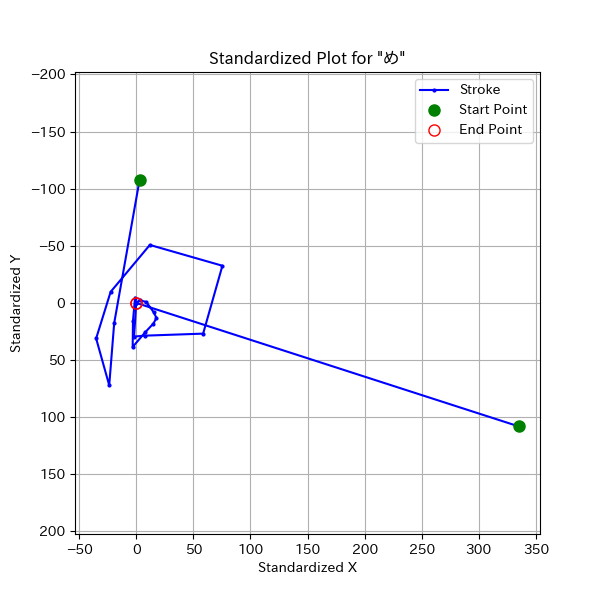 Standardized Plot for "め"
Stroke
Start Point
End Point
−200
−150
−100
−50
0
50
100
150
200
Standardized Y
−50 0 50 100 150 200 250 300 350
Standardized X